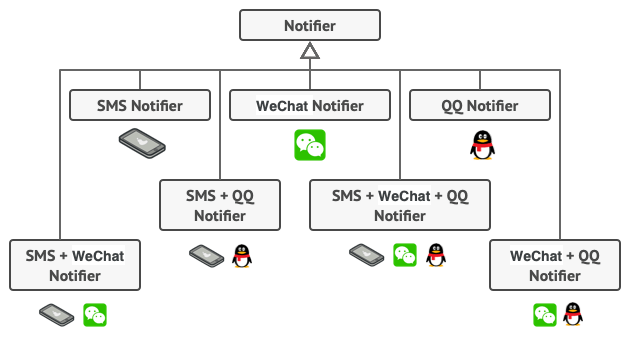 Notifier
SMS Notifier
WeChat Notifier
QQ Notifier
SMS + QQ
Notifier
SMS + WeChat + QQ
Notifier
SMS + WeChat
Notifier
WeChat + QQ
Notifier